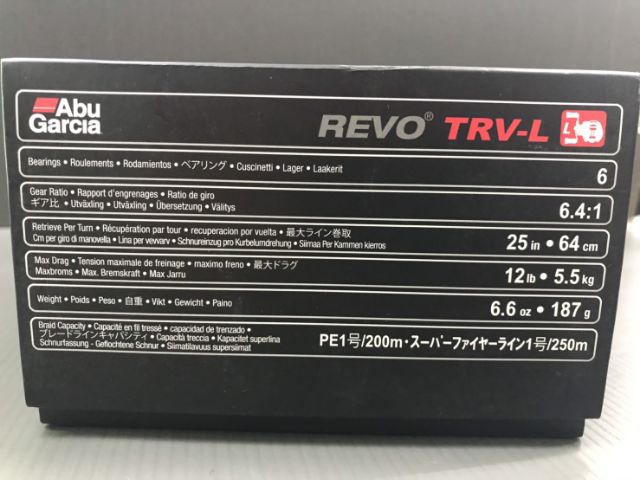 Abu
Garcia
REVO® TRV-L
L
Bearings • Roulements • Rodamientos • ベアリング • Cuscinetti • Lager • Laakerit
6
Gear Ratio • Rapport d'engrenages • Ratio de giro
ギア比 • Utväxling • Utväxling • Übersetzung • Välitys
6.4:1
Retrieve Per Turn • Récupération par tour • recuperacion por vuelta • 最大ライン巻取
Cm per giro di manovella • Lina per vevvarv • Schnureinzug pro Kurbelumdrehung • Siimaa Per Kammen kierros
25 in • 64 cm
Max Drag • Tension maximale de freinage • maximo freno • 最大ドラグ
Maxbroms • Max. Bremskraft • Max Jarru
12 lb • 5.5 kg
Weight • Poids • Peso • 自重 • Vikt • Gewicht • Paino
6.6 oz • 187 g
Braid Capacity • Capacité en fil tressé • capacidad de trenzado •
ブレードラインキャパシティ • Capacità treccia • Kapacitet superlina
Schnurfassung - Geflochtene Schnur • Siimatilavuus supersiimat
PE1号/200m・スーパーファイヤーライン1号/250m